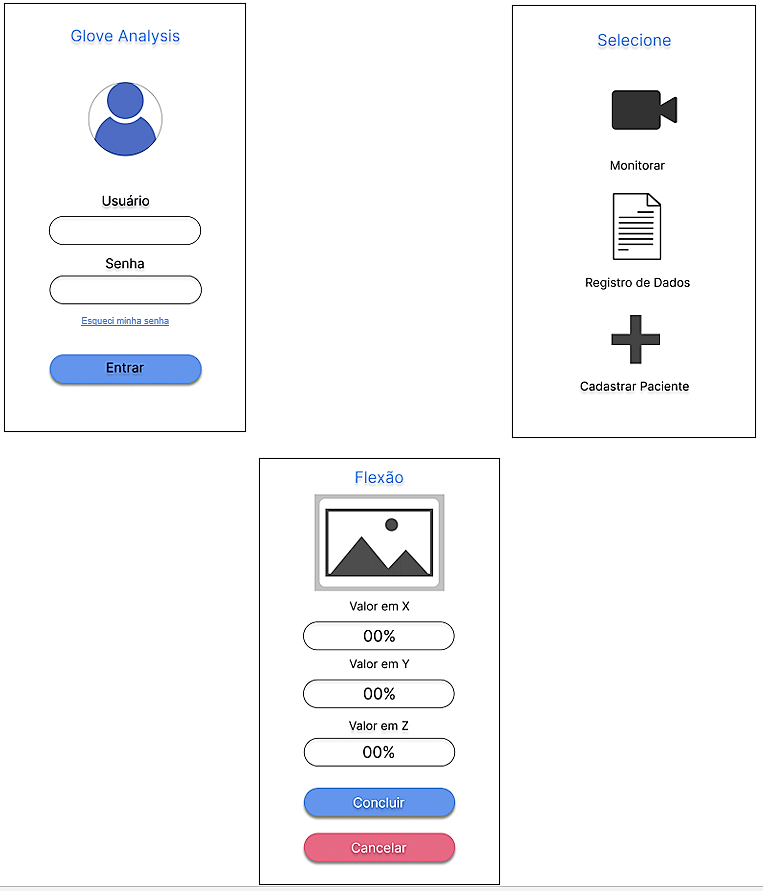 Glove Analysis
Usuário
Senha
Esqueci minha senha
Entrar
Selecione
Monitorar
Registro de Dados
Cadastrar Paciente
Flexão
Valor em X
00%
Valor em Y
00%
Valor em Z
00%
Concluir
Cancelar